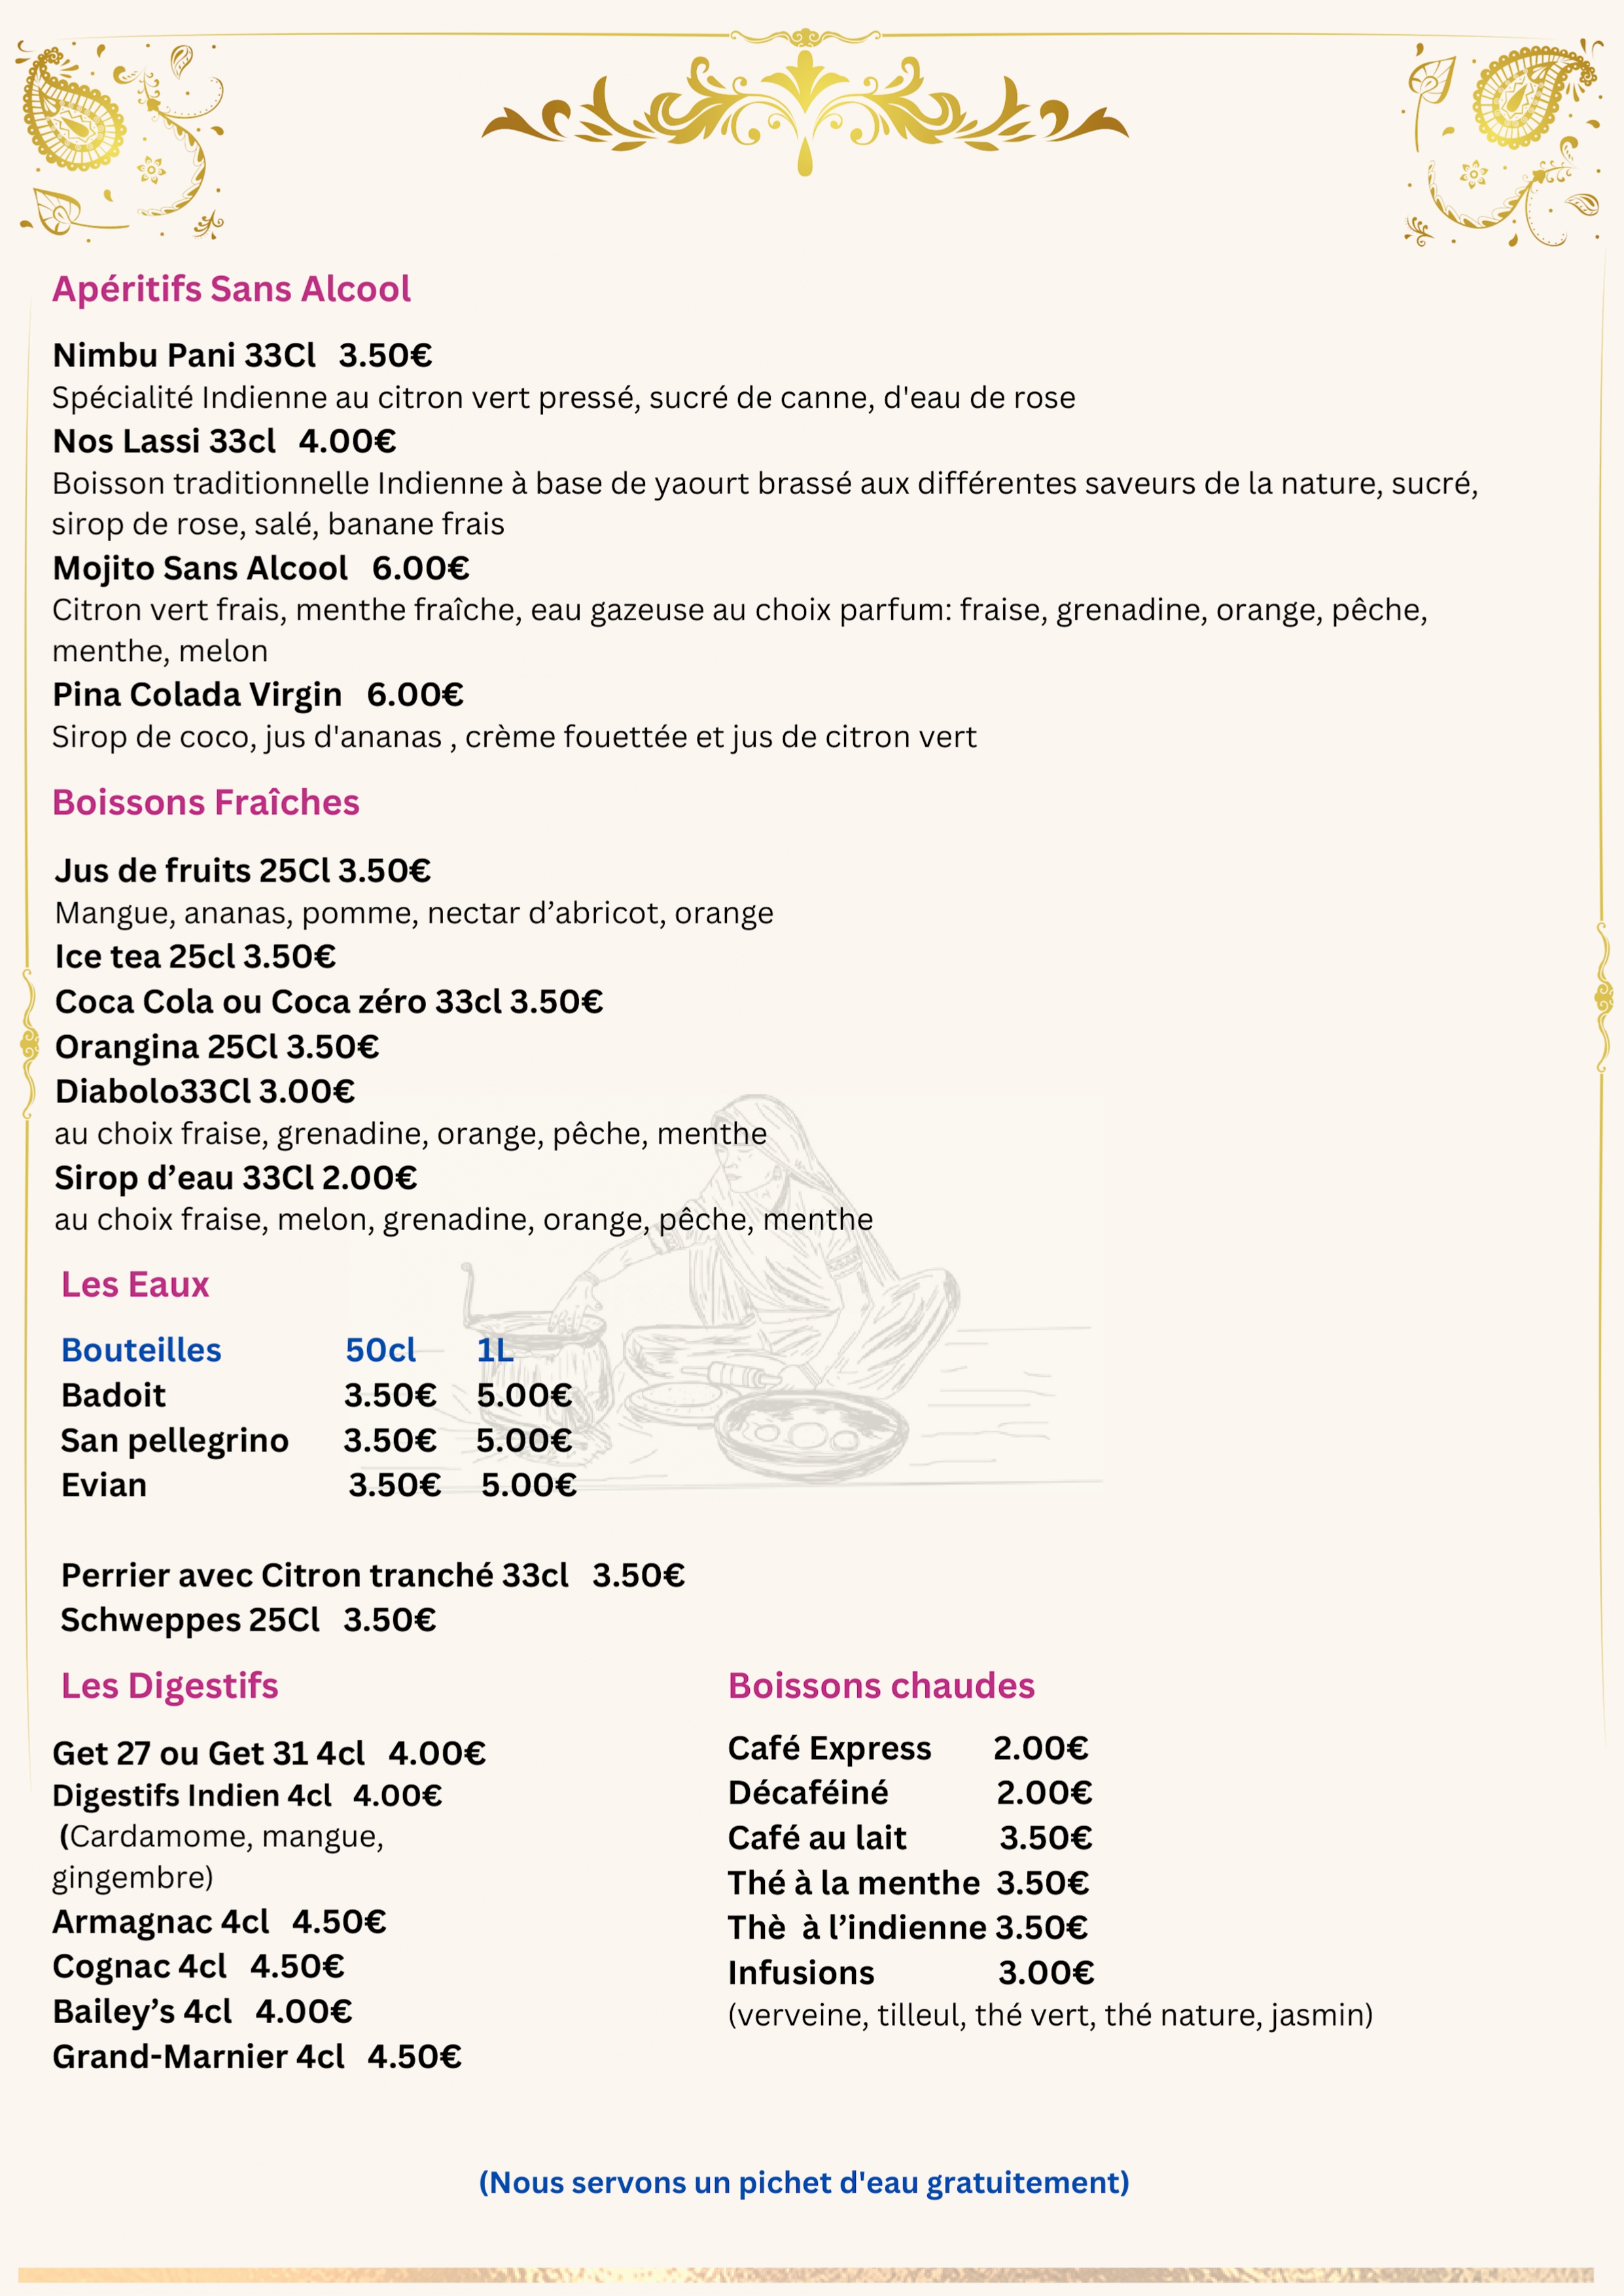 Apéritifs Sans Alcool
Nimbu Pani 33Cl 3.50€
Spécialité Indienne au citron vert pressé, sucré de canne, d'eau de rose
Nos Lassi 33cl 4.00€
Boisson traditionnelle Indienne à base de yaourt brassé aux différentes saveurs de la nature, sucré,
sirop de rose, salé, banane frais
Mojito Sans Alcool 6.00€
Citron vert frais, menthe fraîche, eau gazeuse au choix parfum: fraise, grenadine, orange, pêche,
menthe, melon
Pina Colada Virgin 6.00€
Sirop de coco, jus d'ananas , crème fouettée et jus de citron vert
Boissons Fraîches
Jus de fruits 25Cl 3.50€
Mangue, ananas, pomme, nectar d’abricot, orange
Ice tea 25cl 3.50€
Coca Cola ou Coca zéro 33cl 3.50€
Orangina 25Cl 3.50€
Diabolo33Cl 3.00€
au choix fraise, grenadine, orange, pêche, menthe
Sirop d’eau 33Cl 2.00€
au choix fraise, melon, grenadine, orange, pêche, menthe
Les Eaux
Bouteilles 50cl 1L
Badoit 3.50€ 5.00€
San pellegrino 3.50€ 5.00€
Evian 3.50€ 5.00€
Perrier avec Citron tranché 33cl 3.50€
Schweppes 25Cl 3.50€
Les Digestifs
Get 27 ou Get 31 4cl 4.00€
Digestifs Indien 4cl 4.00€
(Cardamome, mangue,
gingembre)
Armagnac 4cl 4.50€
Cognac 4cl 4.50€
Bailey’s 4cl 4.00€
Grand-Marnier 4cl 4.50€
Boissons chaudes
Café Express 2.00€
Décaféiné 2.00€
Café au lait 3.50€
Thé à la menthe 3.50€
Thè à l’indienne 3.50€
Infusions 3.00€
(verveine, tilleul, thé vert, thé nature, jasmin)
(Nous servons un pichet d'eau gratuitement)